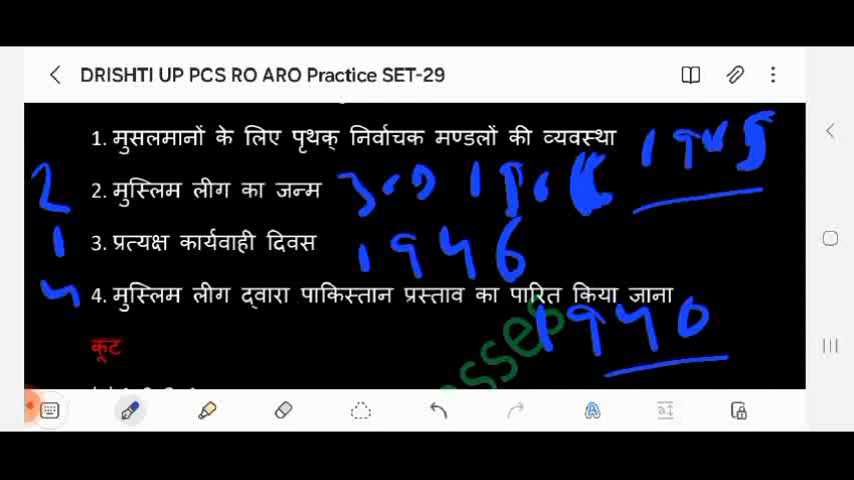 DRISHTI UP PCS RO ARO Practice SET-29
1. मुसलमानों के लिए पृथक् निर्वाचक मण्डलों की व्यवस्था
2 2. मुस्लिम लीग का जन्म
1 3. प्रत्यक्ष कार्यवाही दिवस 1946
4 4. मुस्लिम लीग द्वारा पाकिस्तान प्रस्ताव का पारित किया जाना
1940
कूट